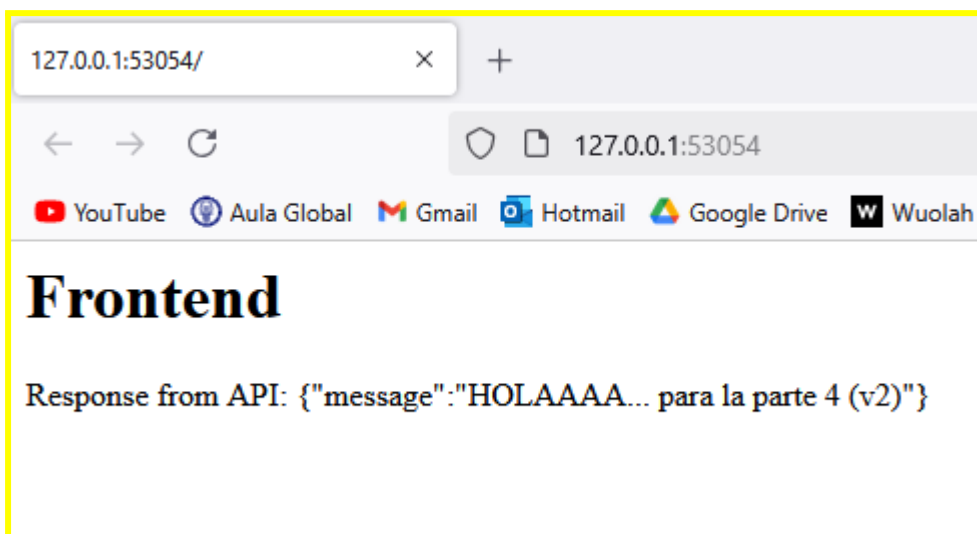 127.0.0.1:53054/
127.0.0.1:53054
YouTube Aula Global Gmail Hotmail Google Drive W Wuolah
Frontend
Response from API: {"message":"HOLAAAA... para la parte 4 (v2)"}